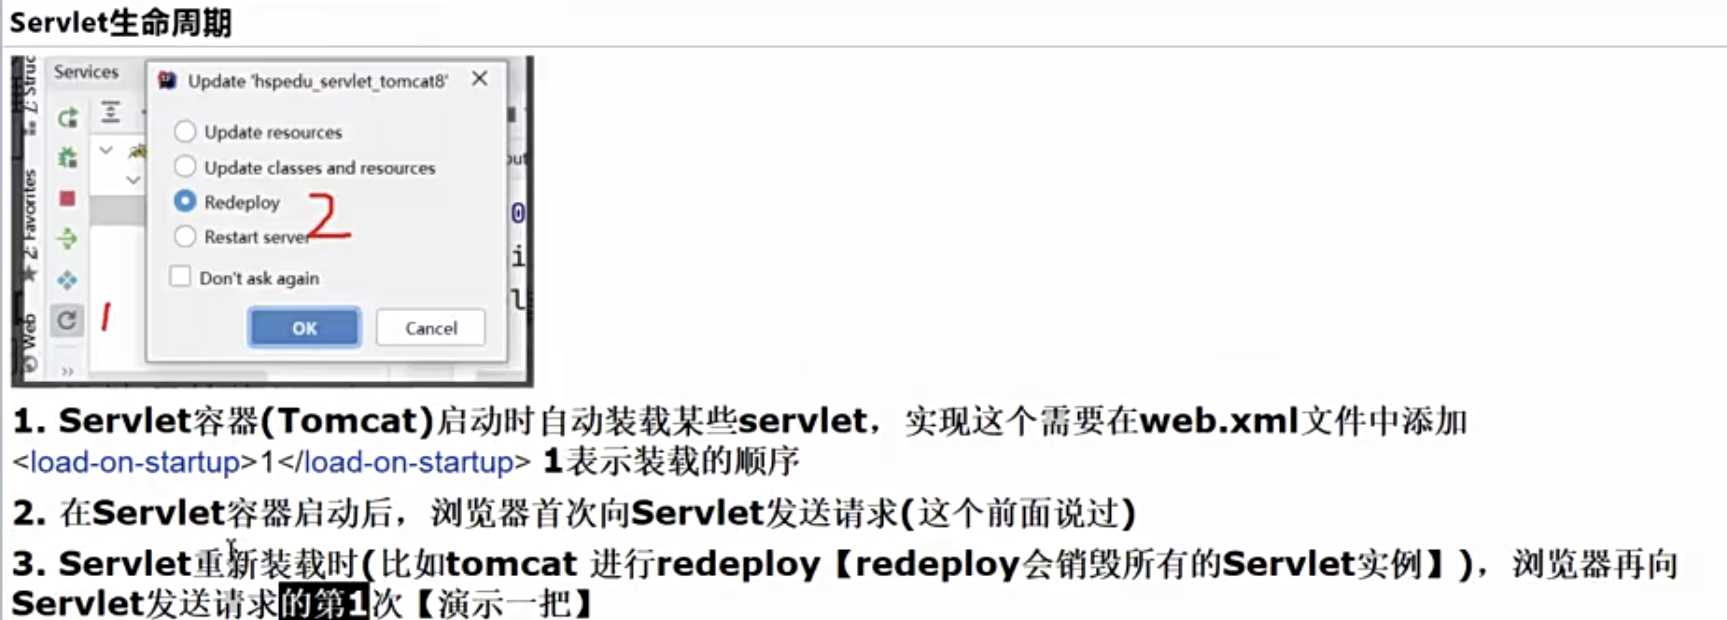 Servlet生命周期
Services
Update 'hspedu_servlet_tomcat8'
Update resources
Update classes and resources
Redeploy
2
Restart server
Don't ask again
1
OK
Cancel
2: Favorites
Web
1. Servlet容器(Tomcat)启动时自动装载某些servlet，实现这个需要在web.xml文件中添加
<load-on-startup>1</load-on-startup> 1表示装载的顺序
2. 在Servlet容器启动后，浏览器首次向Servlet发送请求(这个前面说过)
3. Servlet重新装载时(比如tomcat 进行redeploy【redeploy会销毁所有的Servlet实例】)，浏览器再向
Servlet发送请求的第1次【演示一把】